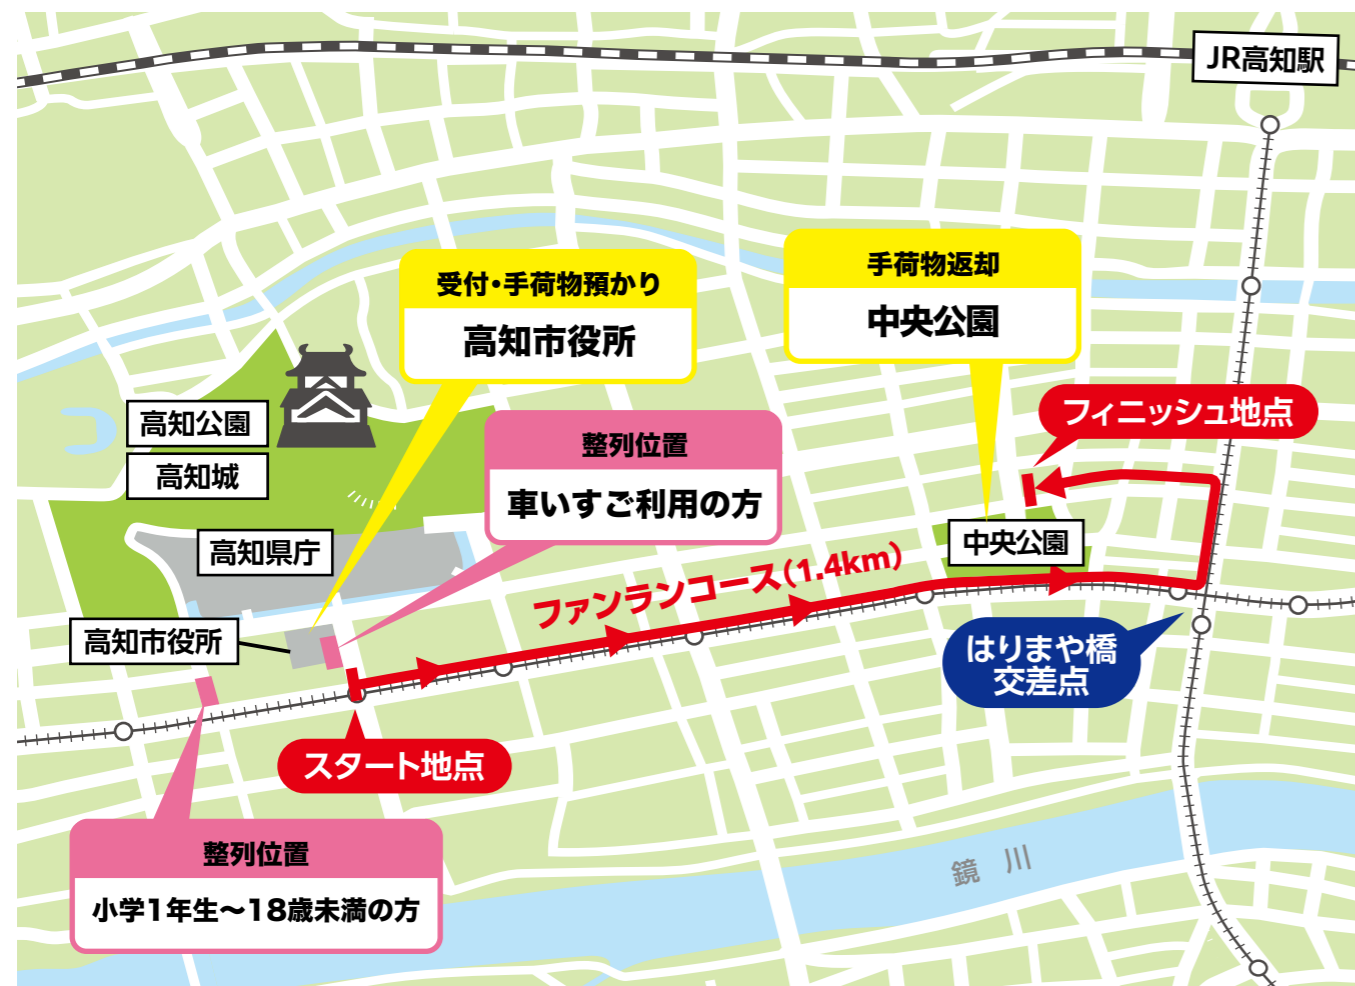 JR高知駅
受付・手荷物預かり
高知市役所
手荷物返却
中央公園
フィニッシュ地点
高知公園
高知城
整列位置
車いすご利用の方
高知県庁
中央公園
ファンランコース(1.4km)
高知市役所
はりまや橋
交差点
スタート地点
整列位置
小学1年生~18歳未満の方
鏡川